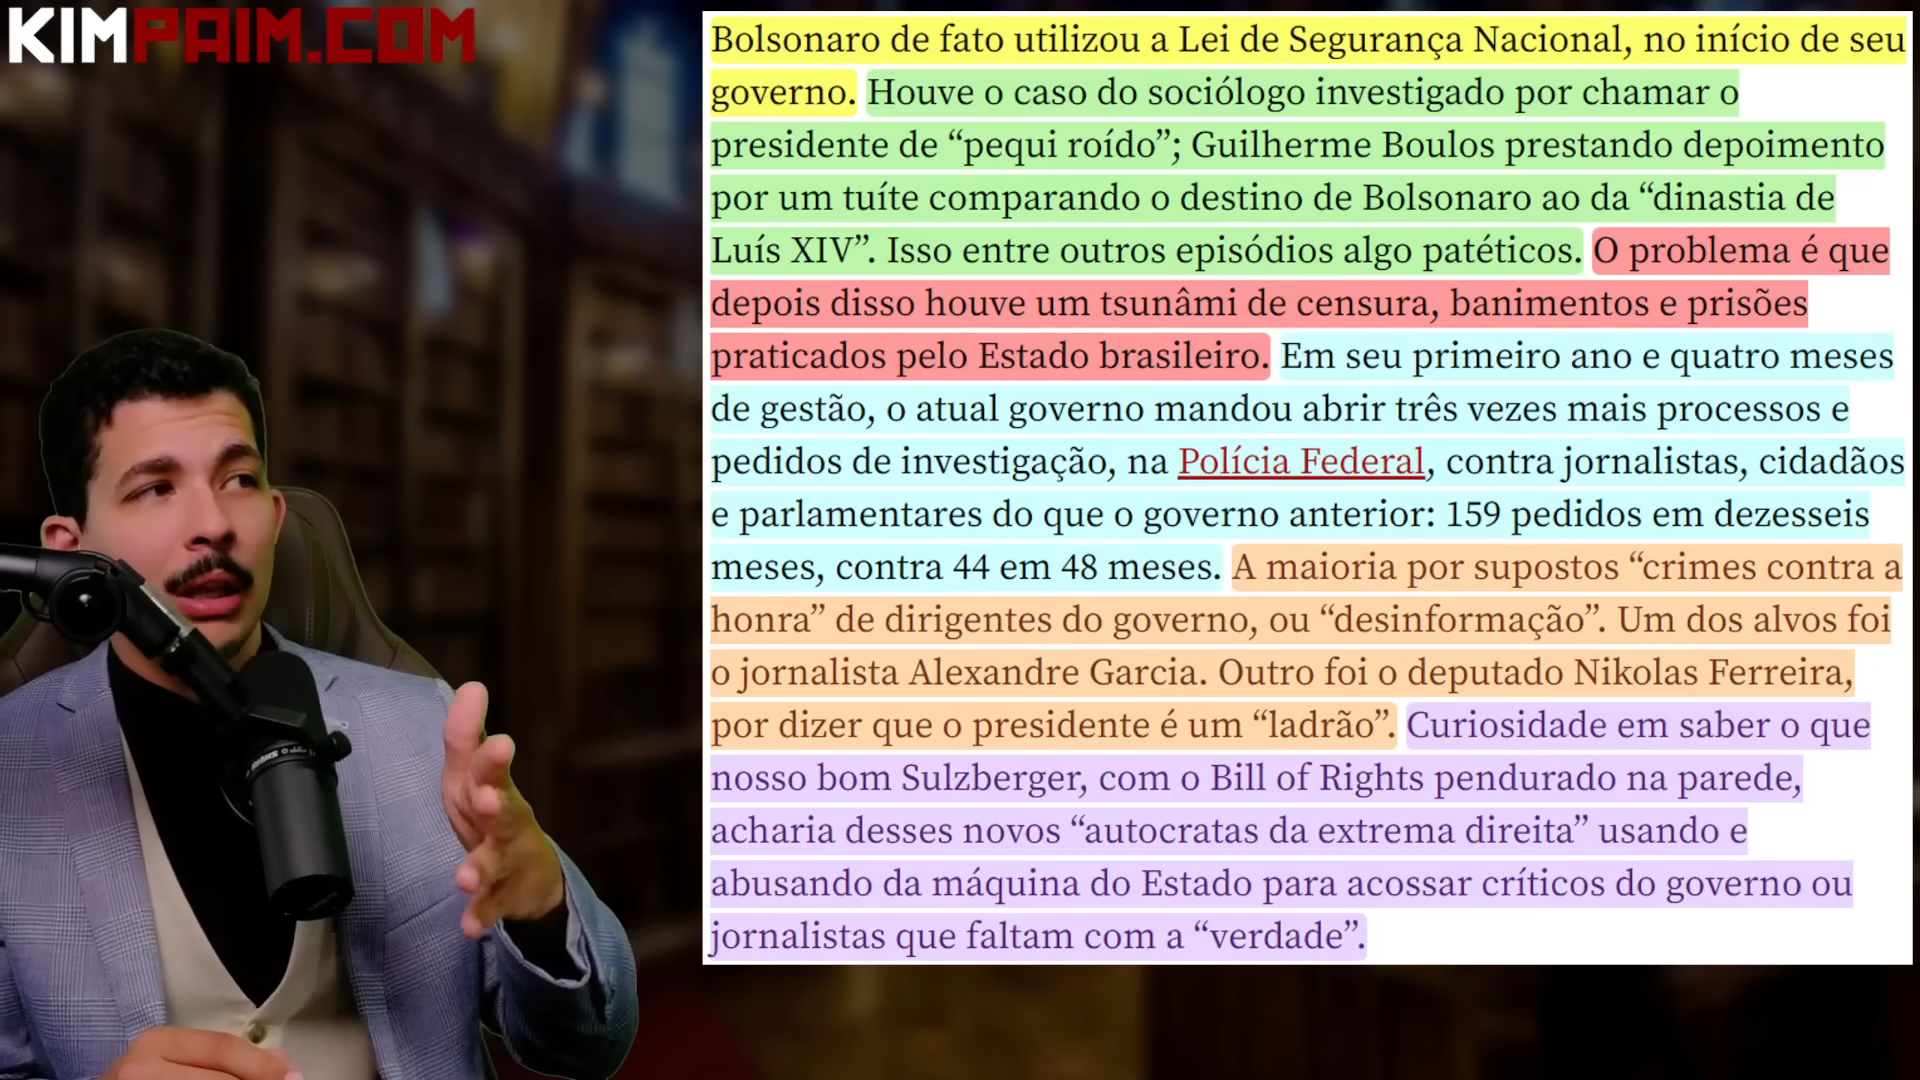 KIMPAIM.COM
Bolsonaro de fato utilizou a Lei de Segurança Nacional, no início de seu
governo. Houve o caso do sociólogo investigado por chamar o
presidente de “pequi roído”; Guilherme Boulos prestando depoimento
por um tuíte comparando o destino de Bolsonaro ao da “dinastia de
Luís XIV”. Isso entre outros episódios algo patéticos. O problema é que
depois disso houve um tsunâmi de censura, banimentos e prisões
praticados pelo Estado brasileiro. Em seu primeiro ano e quatro meses
de gestão, o atual governo mandou abrir três vezes mais processos e
pedidos de investigação, na Polícia Federal, contra jornalistas, cidadãos
e parlamentares do que o governo anterior: 159 pedidos em dezesseis
meses, contra 44 em 48 meses. A maioria por supostos “crimes contra a
honra” de dirigentes do governo, ou “desinformação”. Um dos alvos foi
o jornalista Alexandre Garcia. Outro foi o deputado Nikolas Ferreira,
por dizer que o presidente é um “ladrão”. Curiosidade em saber o que
nosso bom Sulzberger, com o Bill of Rights pendurado na parede,
acharia desses novos “autocratas da extrema direita” usando e
abusando da máquina do Estado para acossar críticos do governo ou
jornalistas que faltam com a “verdade”.